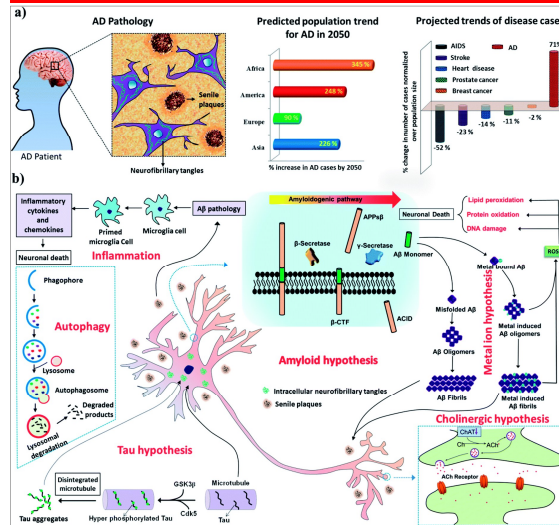 a)
AD Pathology
Senile
plaques
AD Patient
Neurofibrillary tangles
Predicted population trend
for AD in 2050
Africa
345 %
America
248 %
Europe
90 %
Asia
226 %
% increase in AD cases by 2050
Projected trends of disease case
AIDS
AD
Stroke
Heart disease
Prostate cancer
Breast cancer
71%
% change in number of cases normalized
over population size
-52 %
-23 %
-14 %
-11 %
-2 %
b)
Inflammatory
cytokines
and
chemokines
Primed
microglia Cell
Microglia cell
Aβ pathology
Inflammation
Neuronal death
Phagophore
Autophagy
Lysosome
Autophagosome
Degraded
products
Lysosomal
degradation
Amyloidogenic pathway
APPsβ
β-Secretase
γ-Secretase
Aβ Monomer
β-CTF
ACID
Amyloid hypothesis
Intracellular neurofibrillary tangles
Senile plaques
Neuronal Death
Lipid peroxidation
Protein oxidation
DNA damage
ROS
Metal bound Aβ
Misfolded Aβ
Metal induced
Aβ oligomers
Aβ Oligomers
Metal ion hypothesis
Aβ Fibrils
Metal induced
Aβ fibrils
Cholinergic hypothesis
ChAT↓
Ch
ACh
ACh Receptor
Tau hypothesis
Disintegrated
microtubule
GSK3β
Cdk5
Microtubule
Tau
Tau aggregates
Hyper phosphorylated Tau